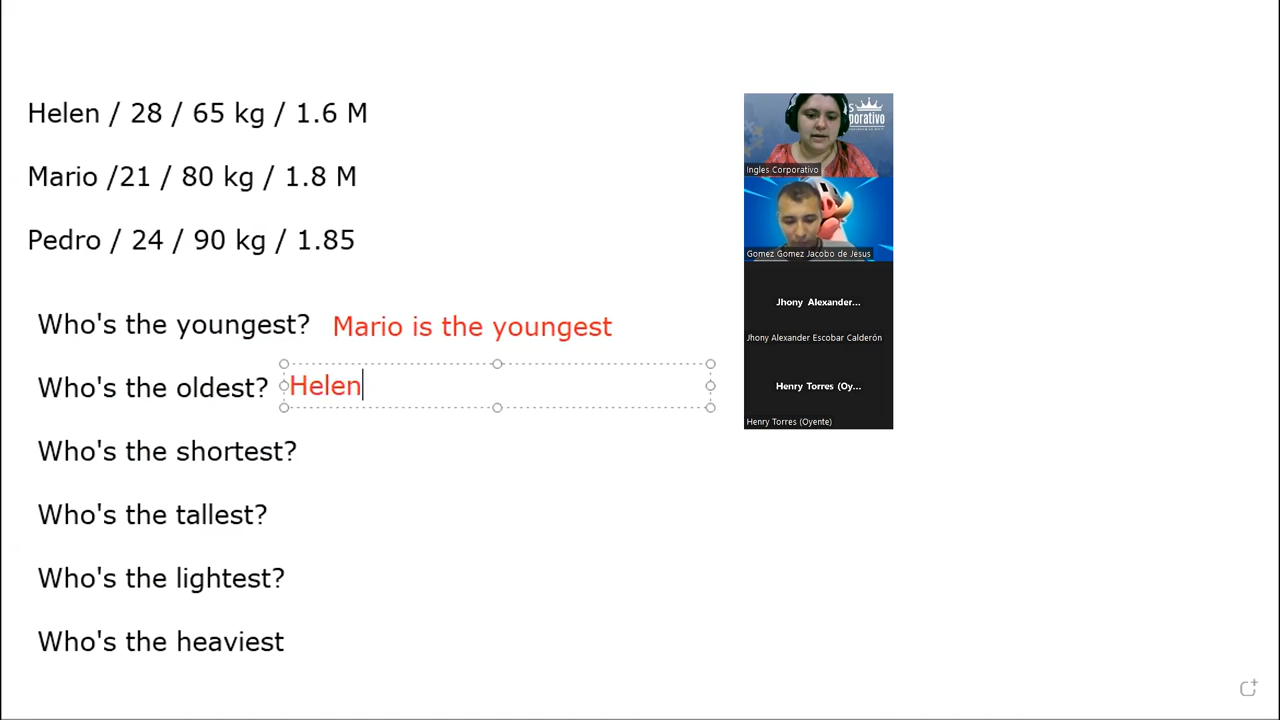 Helen / 28 / 65 kg / 1.6 M
Mario /21 / 80 kg / 1.8 M
Pedro / 24 / 90 kg / 1.85
Who's the youngest? Mario is the youngest
Who's the oldest? Helen
Who's the shortest?
Who's the tallest?
Who's the lightest?
Who's the heaviest
S
porativo
Ingles Corporativo
Gomez Gomez Jacobo de Jesus
Jhony Alexander...
Jhony Alexander Escobar Calderón
Henry Torres (Oy...
Henry Torres (Oyente)